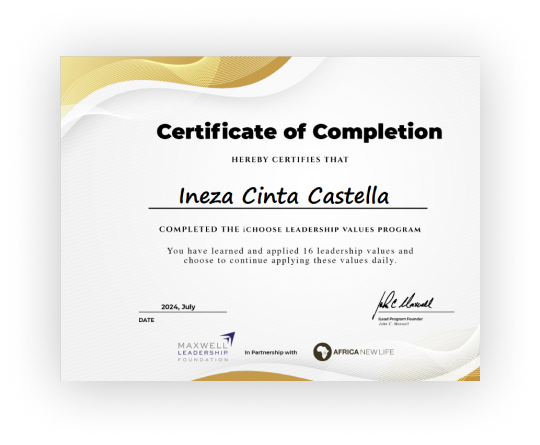 Certificate of Completion
HEREBY CERTIFIES THAT
Ineza Cinta Castella
COMPLETED THE iCHOOSE LEADERSHIP VALUES PROGRAM
You have learned and applied 16 leadership values and
choose to continue applying these values daily.
2024, July
DATE
John C. Maxwell
iLead Program Founder
John C. Maxwell
MAXWELL
LEADERSHIP
FOUNDATION
In Partnership with
AFRICA NEW LIFE